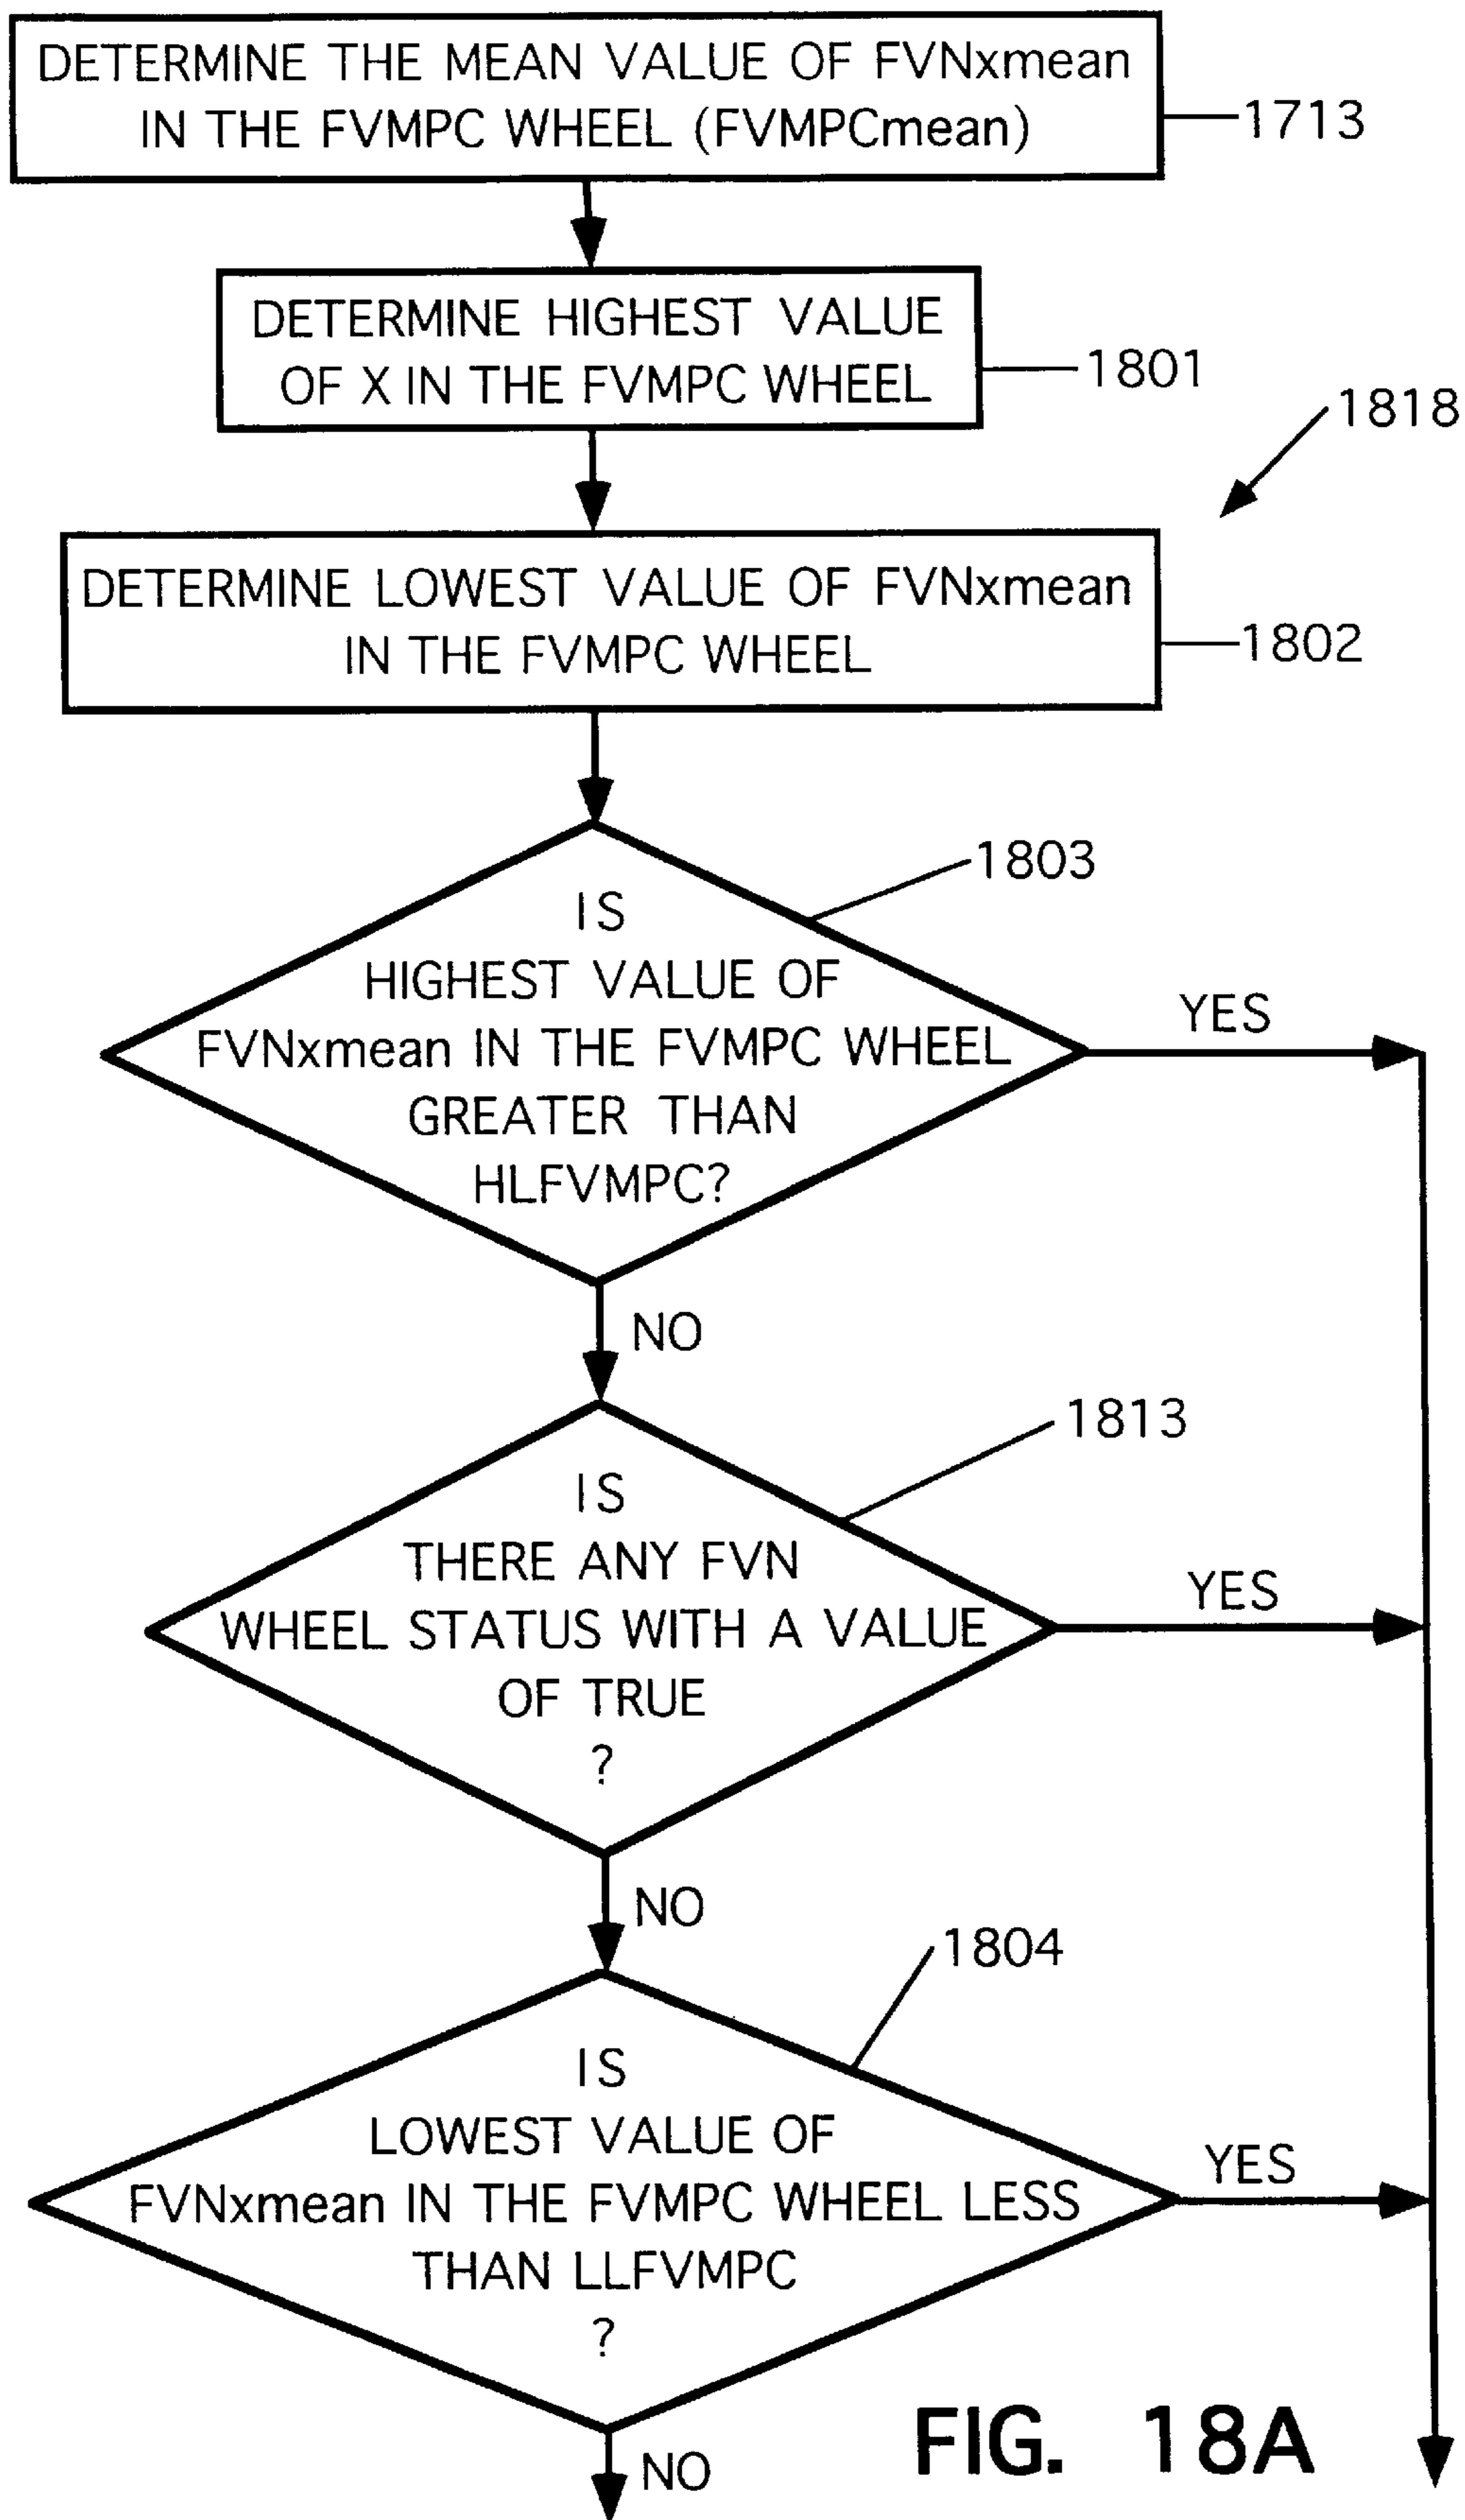 DETERMINE THE MEAN VALUE OF FVNxmean
IN THE FVMPC WHEEL (FVMPCmean)
1713
DETERMINE HIGHEST VALUE
OF X IN THE FVMPC WHEEL
1801
1818
DETERMINE LOWEST VALUE OF FVNxmean
IN THE FVMPC WHEEL
1802
1803
IS
HIGHEST VALUE OF
FVNxmean IN THE FVMPC WHEEL
GREATER THAN
HLFVMPC?
YES
NO
1813
IS
THERE ANY FVN
WHEEL STATUS WITH A VALUE
OF TRUE
?
YES
NO
1804
IS
LOWEST VALUE OF
FVNxmean IN THE FVMPC WHEEL LESS
THAN LLFVMPC
?
YES
NO
FIG. 18A